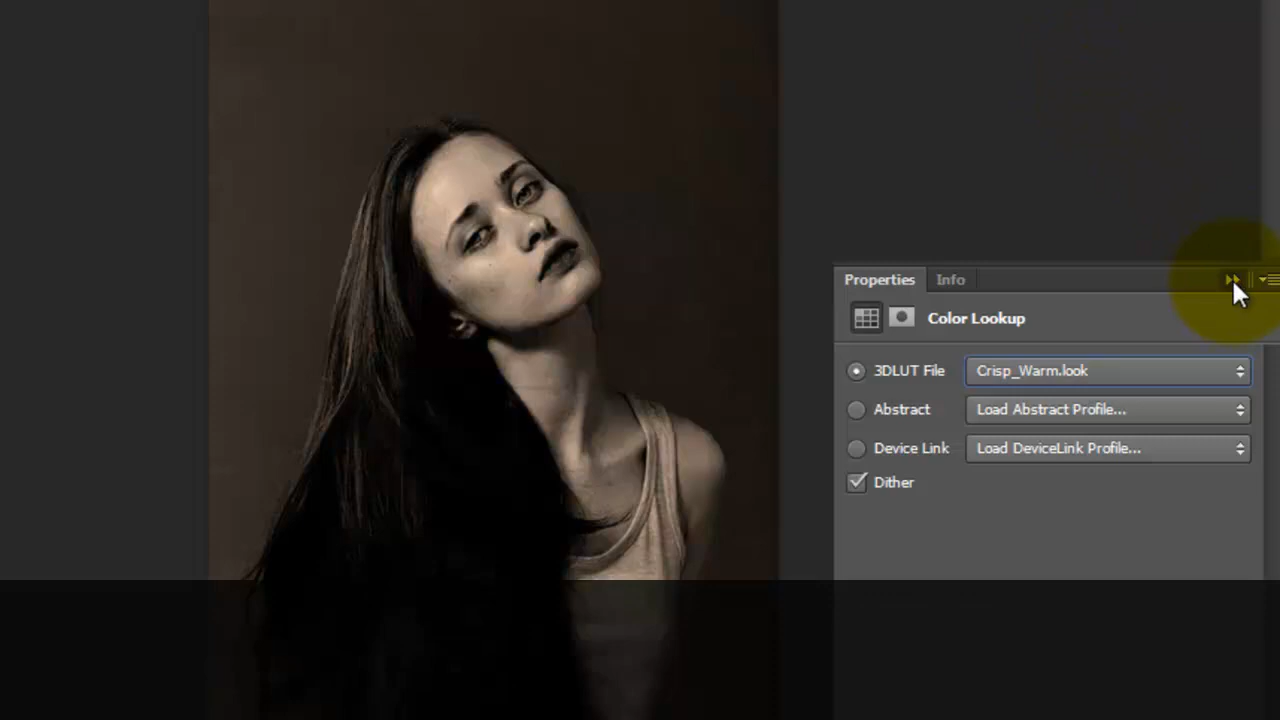 Properties
Info
Color Lookup
3DLUT File
Crisp_Warm.look
Abstract
Load Abstract Profile...
Device Link
Load DeviceLink Profile...
Dither